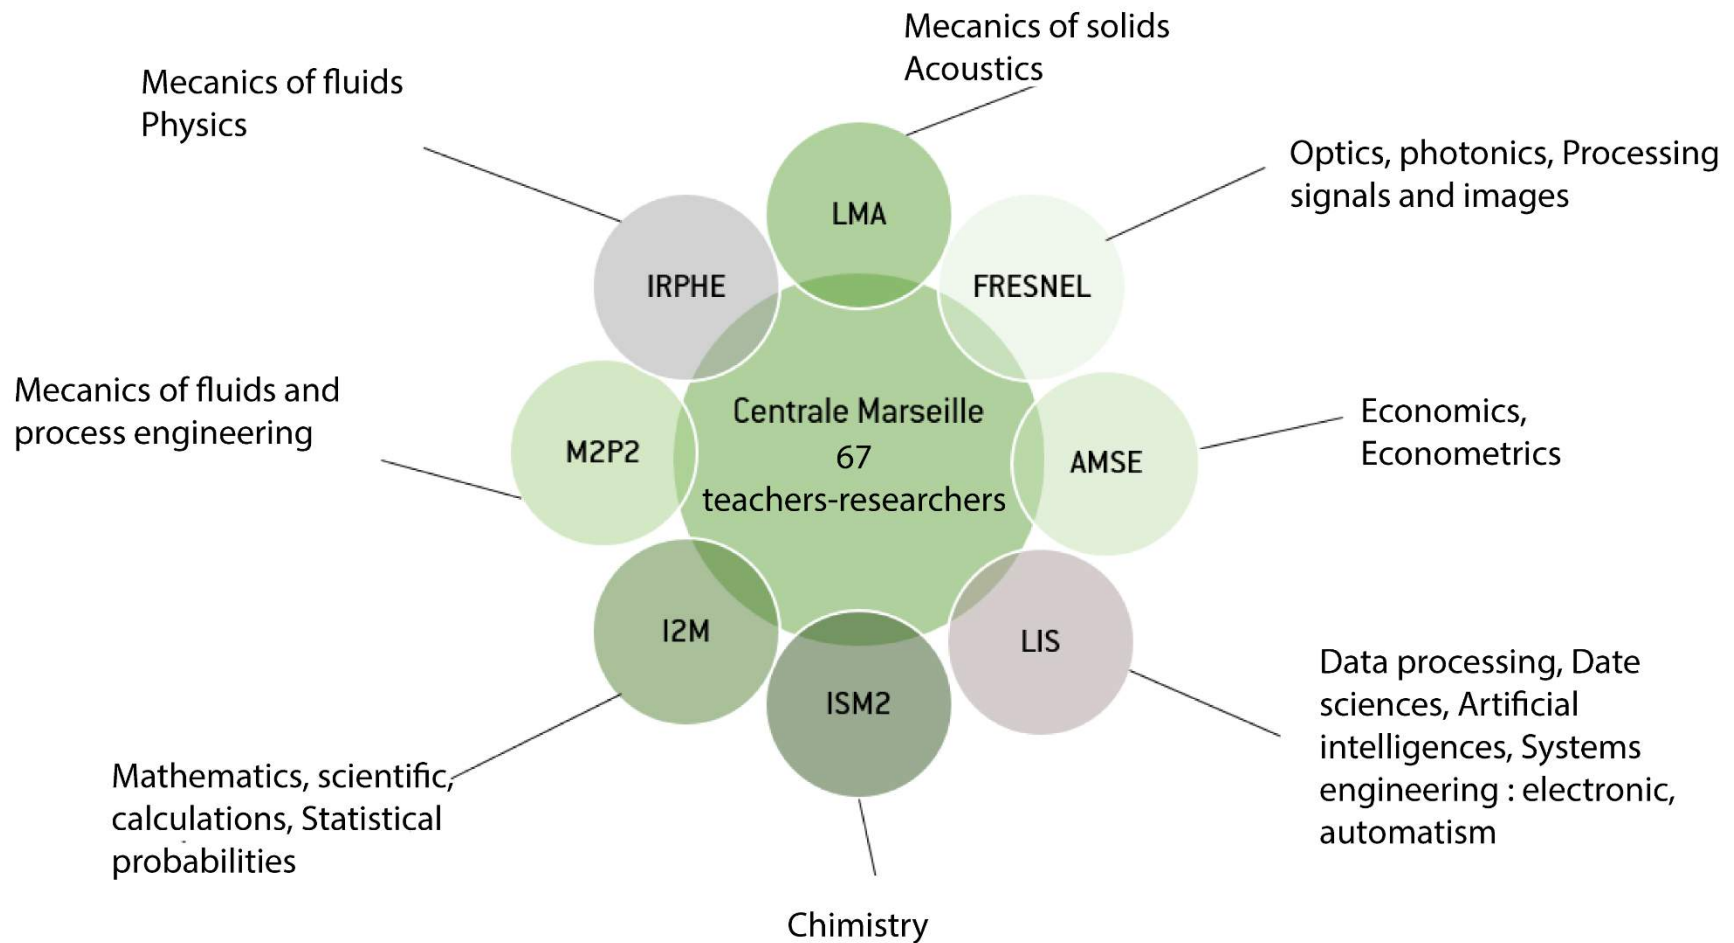 Mecanics of solids
Acoustics
Mecanics of fluids
Physics
Optics, photonics, Processing
signals and images
LMA
IRPHE
FRESNEL
Mecanics of fluids and
process engineering
M2P2
Centrale Marseille
67
teachers-researchers
AMSE
Economics,
Econometrics
I2M
ISM2
LIS
Data processing, Date
sciences, Artificial
intelligences, Systems
engineering : electronic,
automatism
Mathematics, scientific,
calculations, Statistical
probabilities
Chimistry